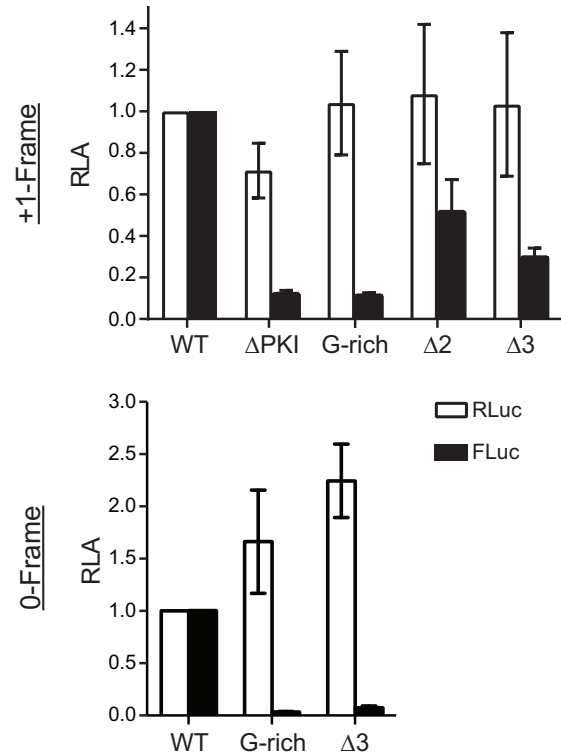 +1-Frame
RLA
1.4
1.2
1.0
0.8
0.6
0.4
0.2
0.0
WT ΔPKI G-rich Δ2 Δ3
RLuc
FLuc
0-Frame
RLA
3.0
2.5
2.0
1.5
1.0
0.5
0.0
WT G-rich Δ3